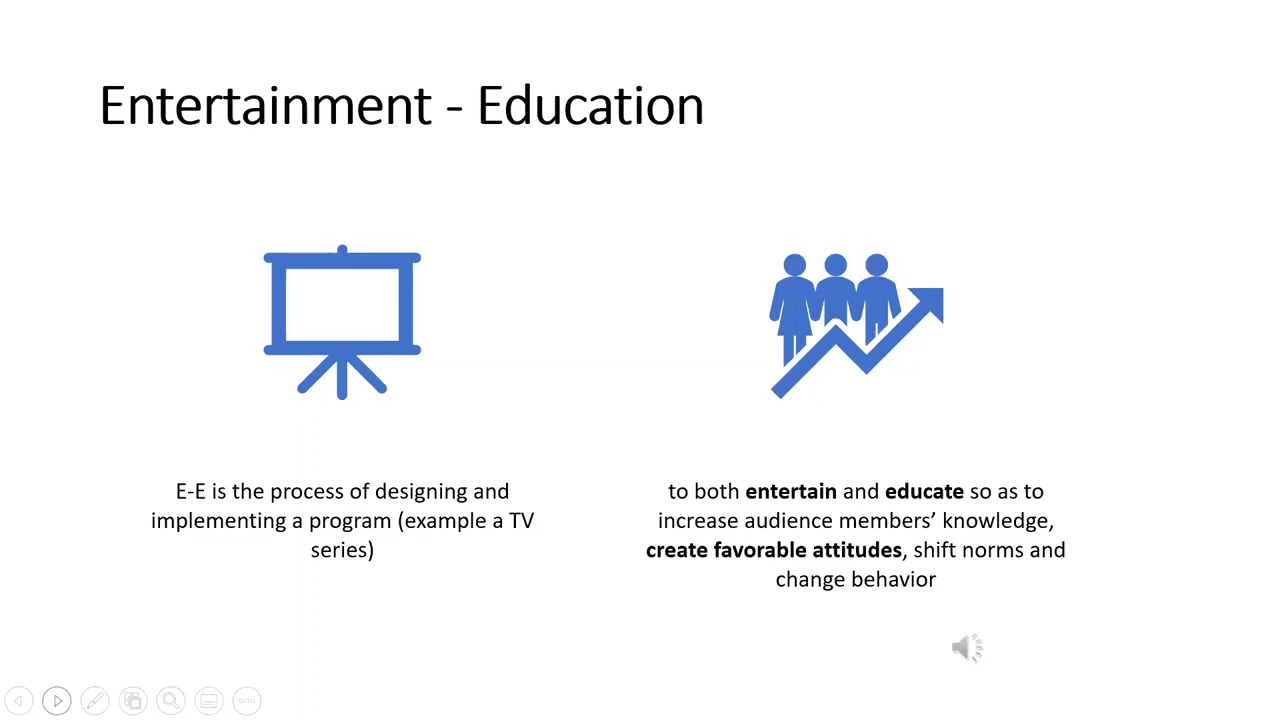 Entertainment - Education
E-E is the process of designing and
implementing a program (example a TV
series)
to both entertain and educate so as to
increase audience members’ knowledge,
create favorable attitudes, shift norms and
change behavior